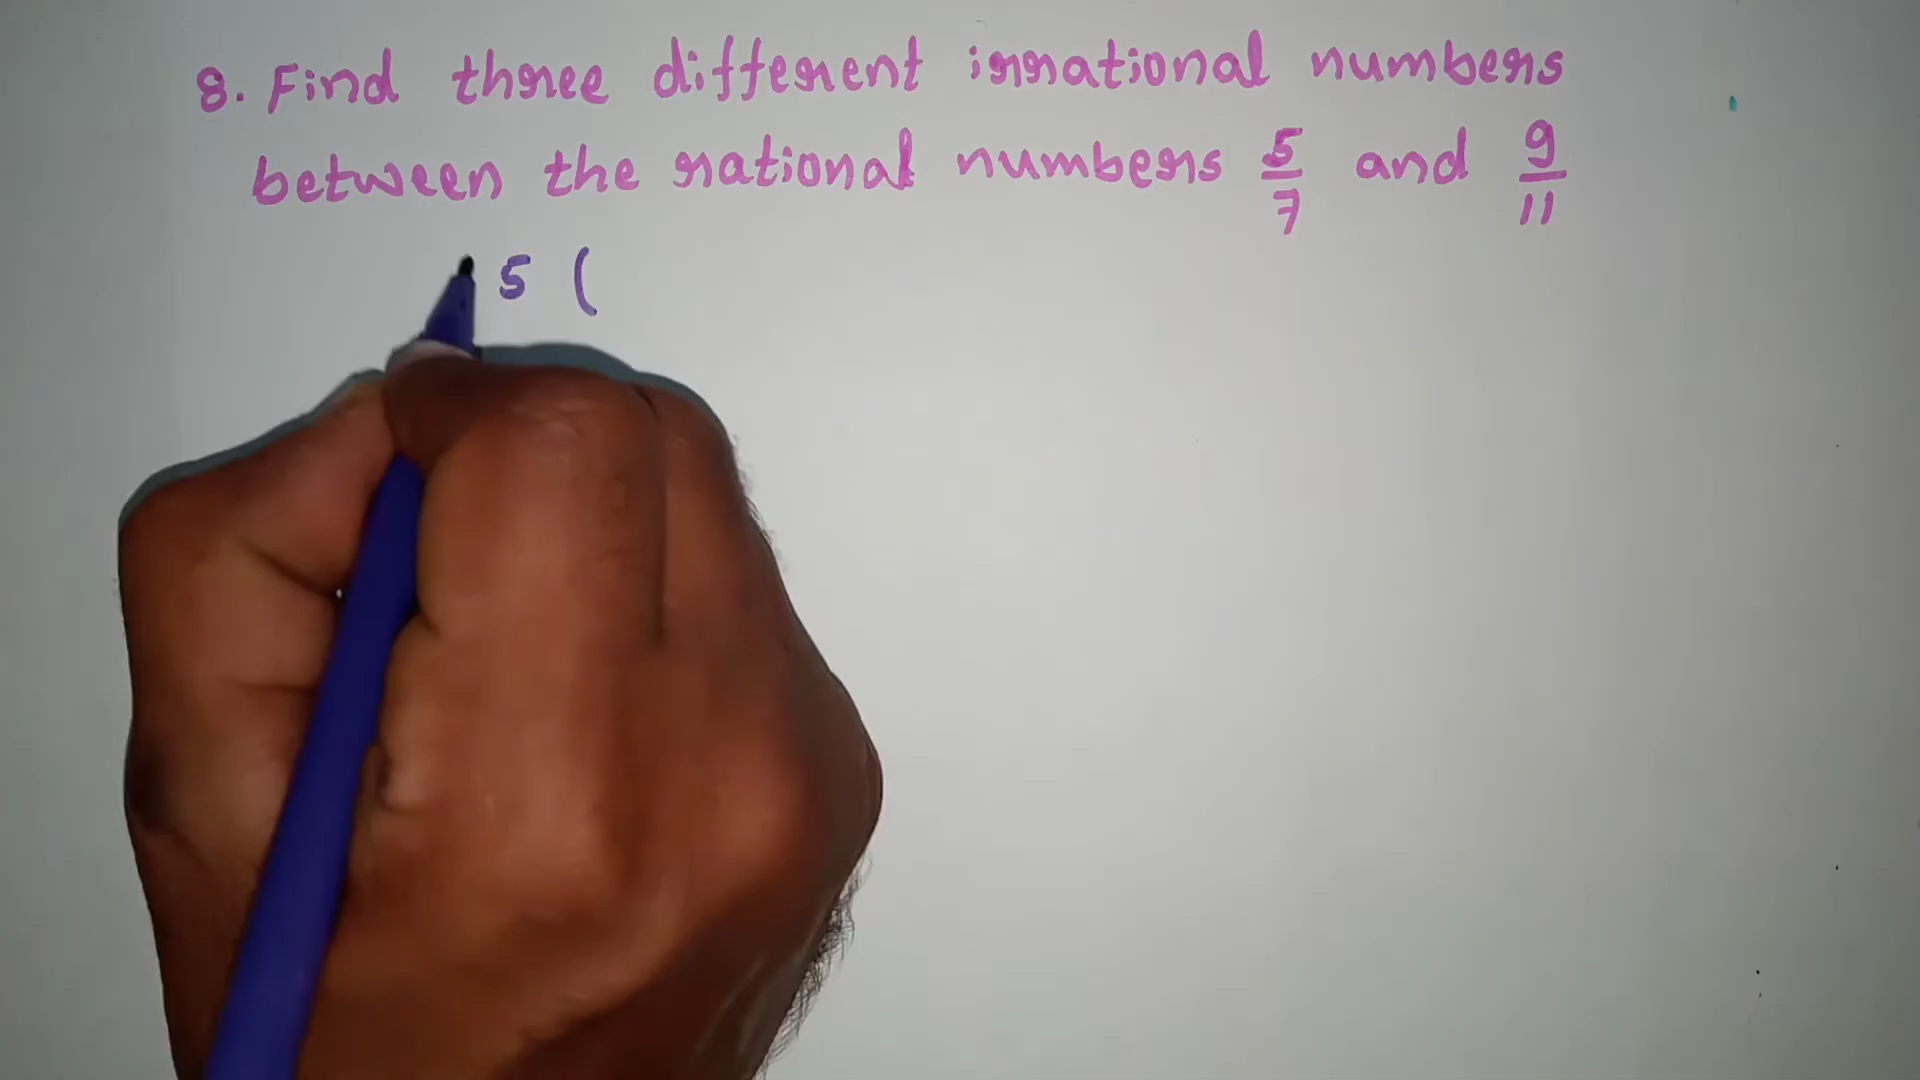 8. Find three different irrational numbers
between the rational numbers 5/7 and 9/11
5 (